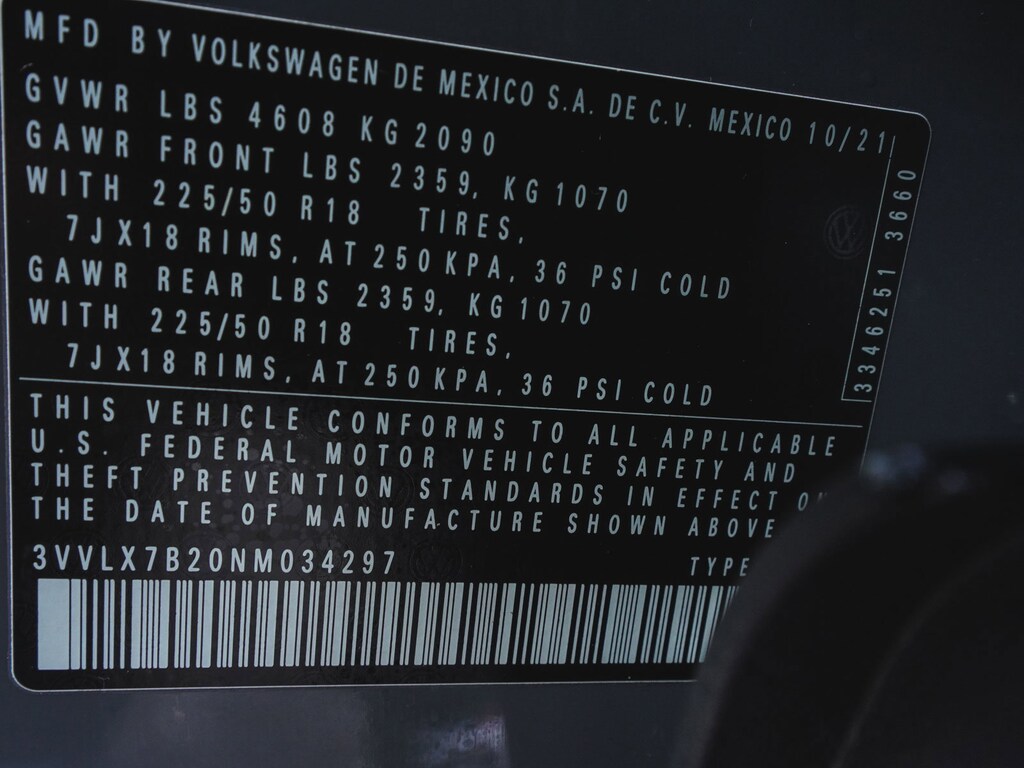 MFD BY VOLKSWAGEN DE MEXICO S.A. DE C.V. MEXICO 10/21
GVWR LBS 4608 KG 2090
GAWR FRONT LBS 2359, KG 1070
WITH 225/50 R18 TIRES,
7JX18 RIMS, AT 250 KPA, 36 PSI COLD
GAWR REAR LBS 2359, KG 1070
WITH 225/50 R18 TIRES,
7JX18 RIMS, AT 250 KPA, 36 PSI COLD
3346251 3660
THIS VEHICLE CONFORMS TO ALL APPLICABLE
U.S. FEDERAL MOTOR VEHICLE SAFETY AND
THEFT PREVENTION STANDARDS IN EFFECT
THE DATE OF MANUFACTURE SHOWN ABOVE
3VVLX7B20NM034297 TYPE